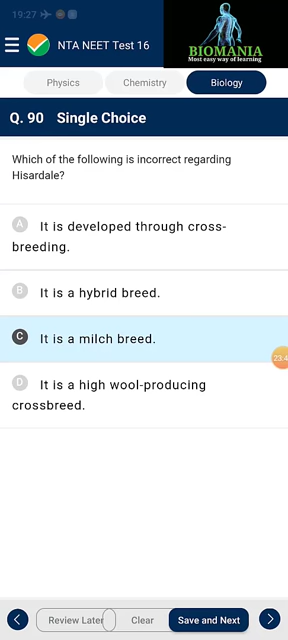 19:27
NTA NEET Test 16
BIOMANIA
Most easy way of learning
Physics Chemistry Biology
Q. 90 Single Choice
Which of the following is incorrect regarding
Hisardale?
A It is developed through cross-
breeding.
B It is a hybrid breed.
C It is a milch breed.
23:4
D It is a high wool-producing
crossbreed.
Review Later Clear Save and Next